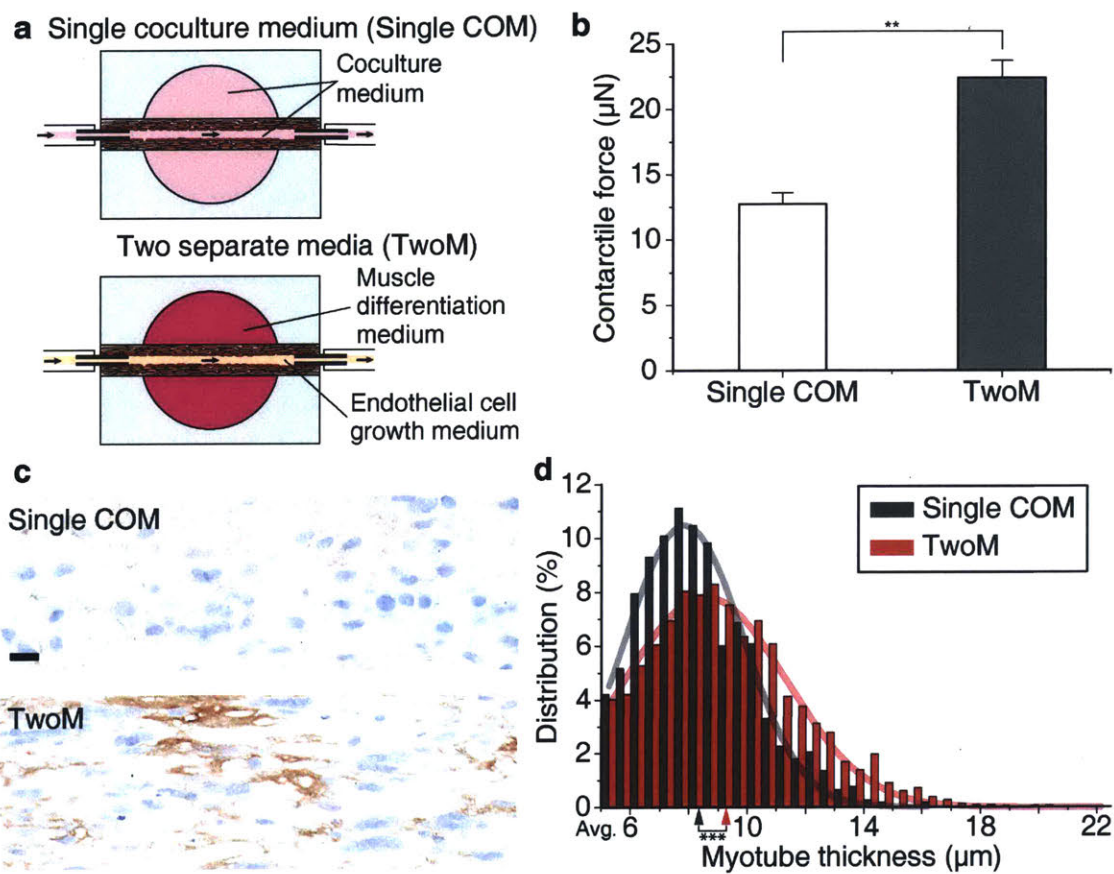 a Single coculture medium (Single COM)
Coculture
medium
Two separate media (TwoM)
Muscle
differentiation
medium
Endothelial cell
growth medium
b
**
Contarctile force (µN)
25
20
15
10
5
0
Single COM
TwoM
c
Single COM
TwoM
d
Distribution (%)
12
10
8
6
4
2
0
Single COM
TwoM
Avg.
6
10
14
18
22
***
Myotube thickness (µm)